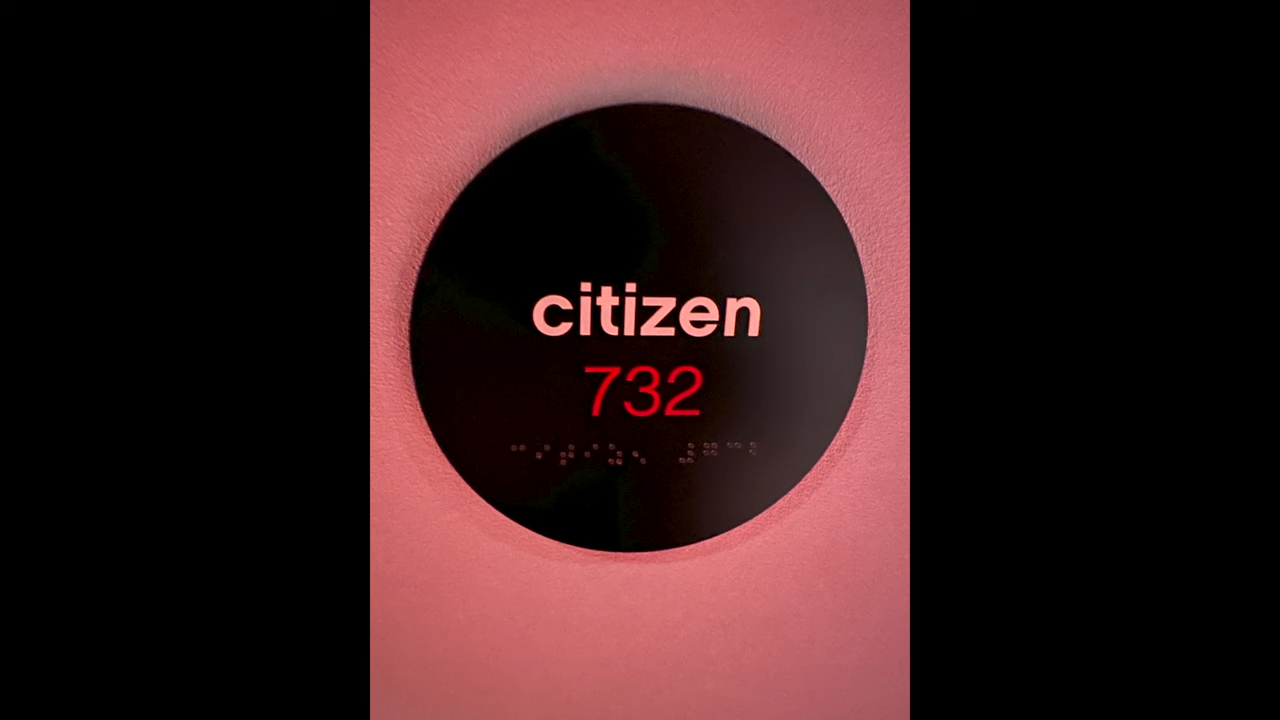 citizen
732
⠉⠊⠞⠊⠵⠢ ⠼⠛⠉⠃